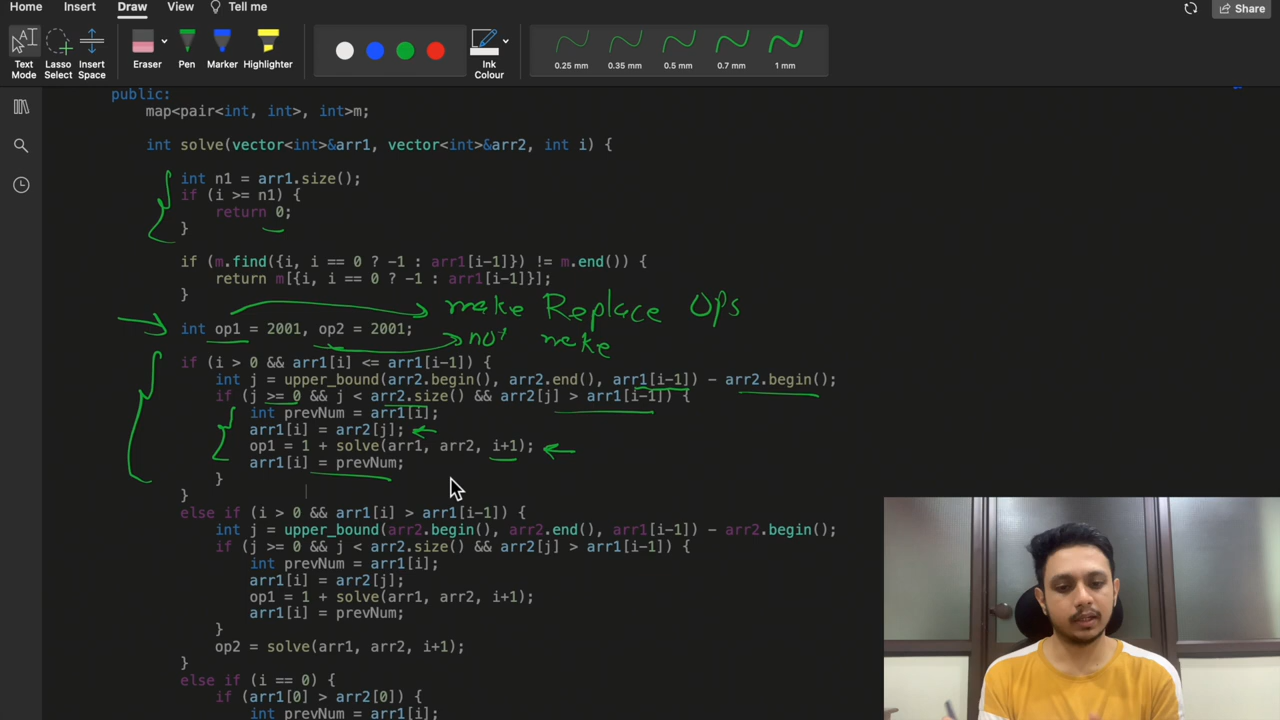 Home Insert Draw View Tell me Share
Text Mode Lasso Select Insert Space Eraser Pen Marker Highlighter Ink Colour 0.25 mm 0.35 mm 0.5 mm 0.7 mm 1 mm
public:
map<pair<int, int>, int>m;
int solve(vector<int>&arr1, vector<int>&arr2, int i) {
int n1 = arr1.size();
if (i >= n1) {
return 0;
}
if (m.find({i, i == 0 ? -1 : arr1[i-1]}) != m.end()) {
return m[{i, i == 0 ? -1 : arr1[i-1]}];
}
make Replace Ops
int op1 = 2001, op2 = 2001;
not make
if (i > 0 && arr1[i] <= arr1[i-1]) {
int j = upper_bound(arr2.begin(), arr2.end(), arr1[i-1]) - arr2.begin();
if (j >= 0 && j < arr2.size() && arr2[j] > arr1[i-1]) {
int prevNum = arr1[i];
arr1[i] = arr2[j];
op1 = 1 + solve(arr1, arr2, i+1);
arr1[i] = prevNum;
}
}
else if (i > 0 && arr1[i] > arr1[i-1]) {
int j = upper_bound(arr2.begin(), arr2.end(), arr1[i-1]) - arr2.begin();
if (j >= 0 && j < arr2.size() && arr2[j] > arr1[i-1]) {
int prevNum = arr1[i];
arr1[i] = arr2[j];
op1 = 1 + solve(arr1, arr2, i+1);
arr1[i] = prevNum;
}
op2 = solve(arr1, arr2, i+1);
}
else if (i == 0) {
if (arr1[0] > arr2[0]) {
int prevNum = arr1[i];